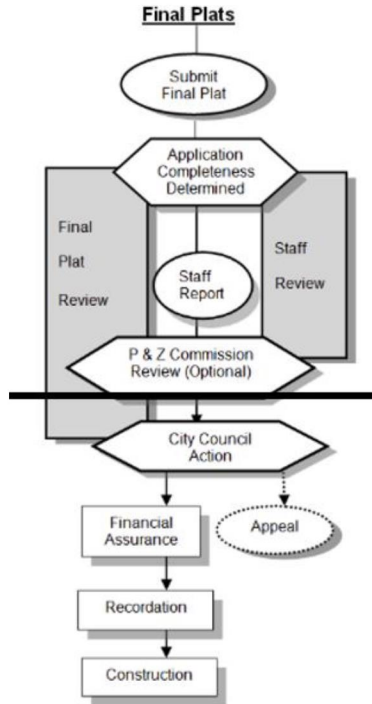 Final Plats
Submit
Final Plat
Application
Completeness
Determined
Final
Plat
Review
Staff
Review
Staff
Report
P & Z Commission
Review (Optional)
City Council
Action
Financial
Assurance
Appeal
Recordation
Construction